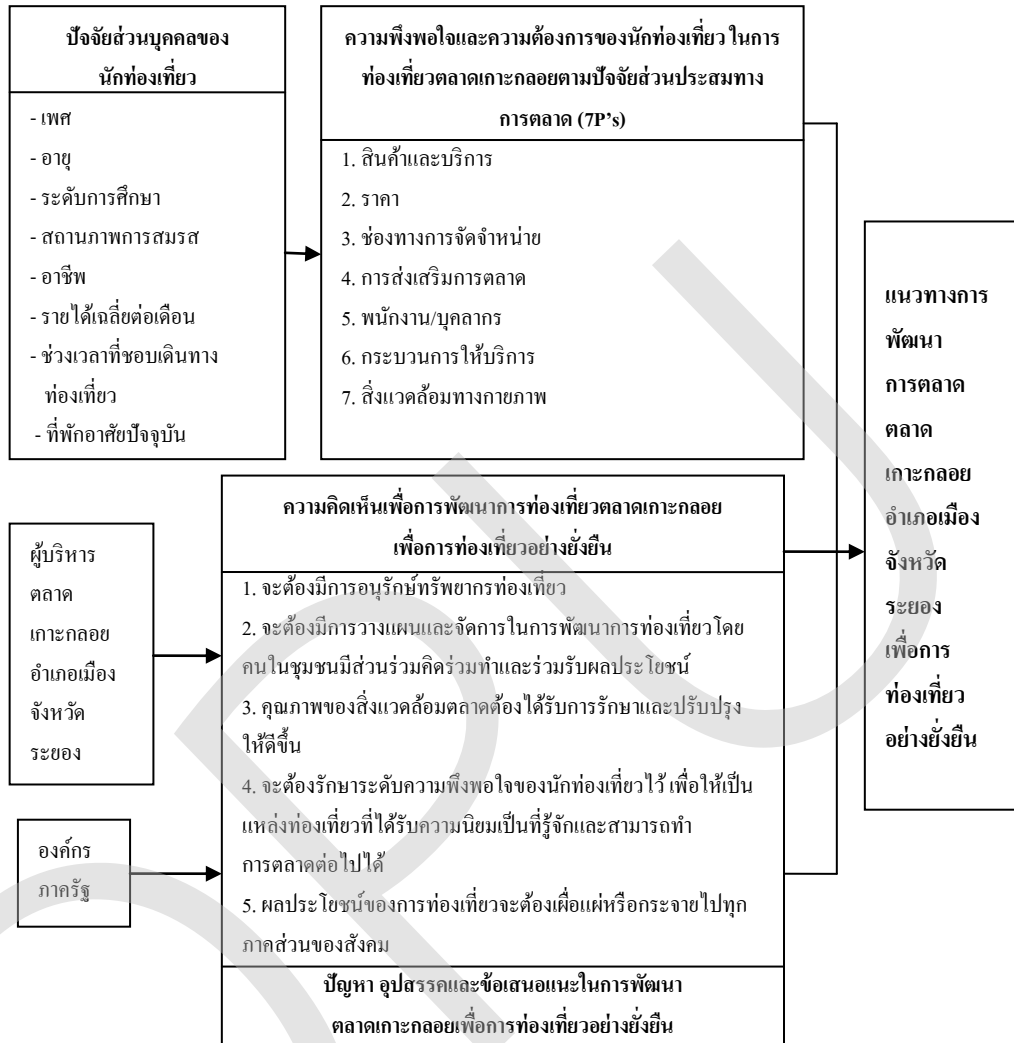 ปัจจัยส่วนบุคคลของ
นักท่องเที่ยว
- เพศ
- อายุ
- ระดับการศึกษา
- สถานภาพการสมรส
- อาชีพ
- รายได้เฉลี่ยต่อเดือน
- ช่วงเวลาที่ชอบเดินทาง
ท่องเที่ยว
- ที่พักอาศัยปัจจุบัน
ความพึงพอใจและความต้องการของนักท่องเที่ยว ในการ
ท่องเที่ยวตลาดเกาะกลอยตามปัจจัยส่วนประสมทาง
การตลาด (7P’s)
1. สินค้าและบริการ
2. ราคา
3. ช่องทางการจัดจำหน่าย
4. การส่งเสริมการตลาด
5. พนักงาน/บุคลากร
6. กระบวนการให้บริการ
7. สิ่งแวดล้อมทางกายภาพ
ผู้บริหาร
ตลาด
เกาะกลอย
อำเภอเมือง
จังหวัด
ระยอง
องค์กร
ภาครัฐ
ความคิดเห็นเพื่อการพัฒนาการท่องเที่ยวตลาดเกาะกลอย
เพื่อการท่องเที่ยวอย่างยั่งยืน
1. จะต้องมีการอนุรักษ์ทรัพยากรท่องเที่ยว
2. จะต้องมีการวางแผนและจัดการในการพัฒนาการท่องเที่ยวโดย
คนในชุมชนมีส่วนร่วมคิดร่วมทำและร่วมรับผลประโยชน์
3. คุณภาพของสิ่งแวดล้อมตลาดต้องได้รับการรักษาและปรับปรุง
ให้ดีขึ้น
4. จะต้องรักษาระดับความพึงพอใจของนักท่องเที่ยวไว้ เพื่อให้เป็น
แหล่งท่องเที่ยวที่ได้รับความนิยมเป็นที่รู้จักและสามารถทำ
การตลาดต่อไปได้
5. ผลประโยชน์ของการท่องเที่ยวจะต้องเผื่อแผ่หรือกระจายไปทุก
ภาคส่วนของสังคม
ปัญหา อุปสรรคและข้อเสนอแนะในการพัฒนา
ตลาดเกาะกลอยเพื่อการท่องเที่ยวอย่างยั่งยืน
แนวทางการ
พัฒนา
การตลาด
ตลาด
เกาะกลอย
อำเภอเมือง
จังหวัด
ระยอง
เพื่อการ
ท่องเที่ยว
อย่างยั่งยืน
DPU